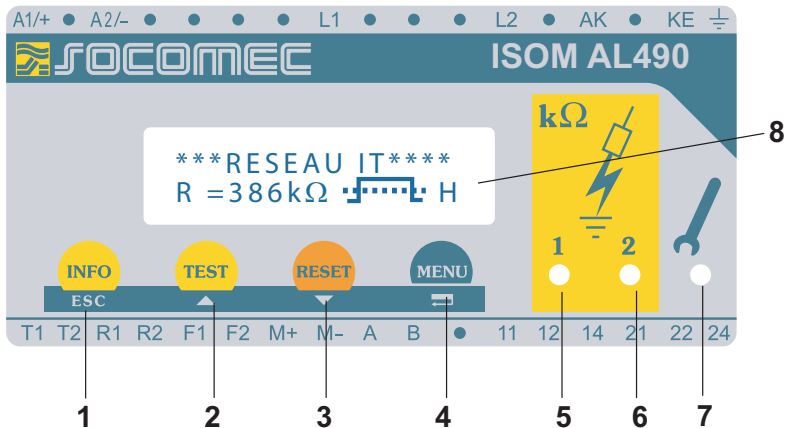 A1/+ ● A2/- ● ● ● L1 ● ● ● ● L2 ● AK ● KE
SOCOMEC
ISOM AL490
***RESEAU IT****
R =386kΩ H
8
kΩ
1 2
INFO TEST RESET MENU
ESC
T1 T2 R1 R2 F1 F2 M+ M- A B ● 11 12 14 21 22 24
1 2 3 4 5 6 7